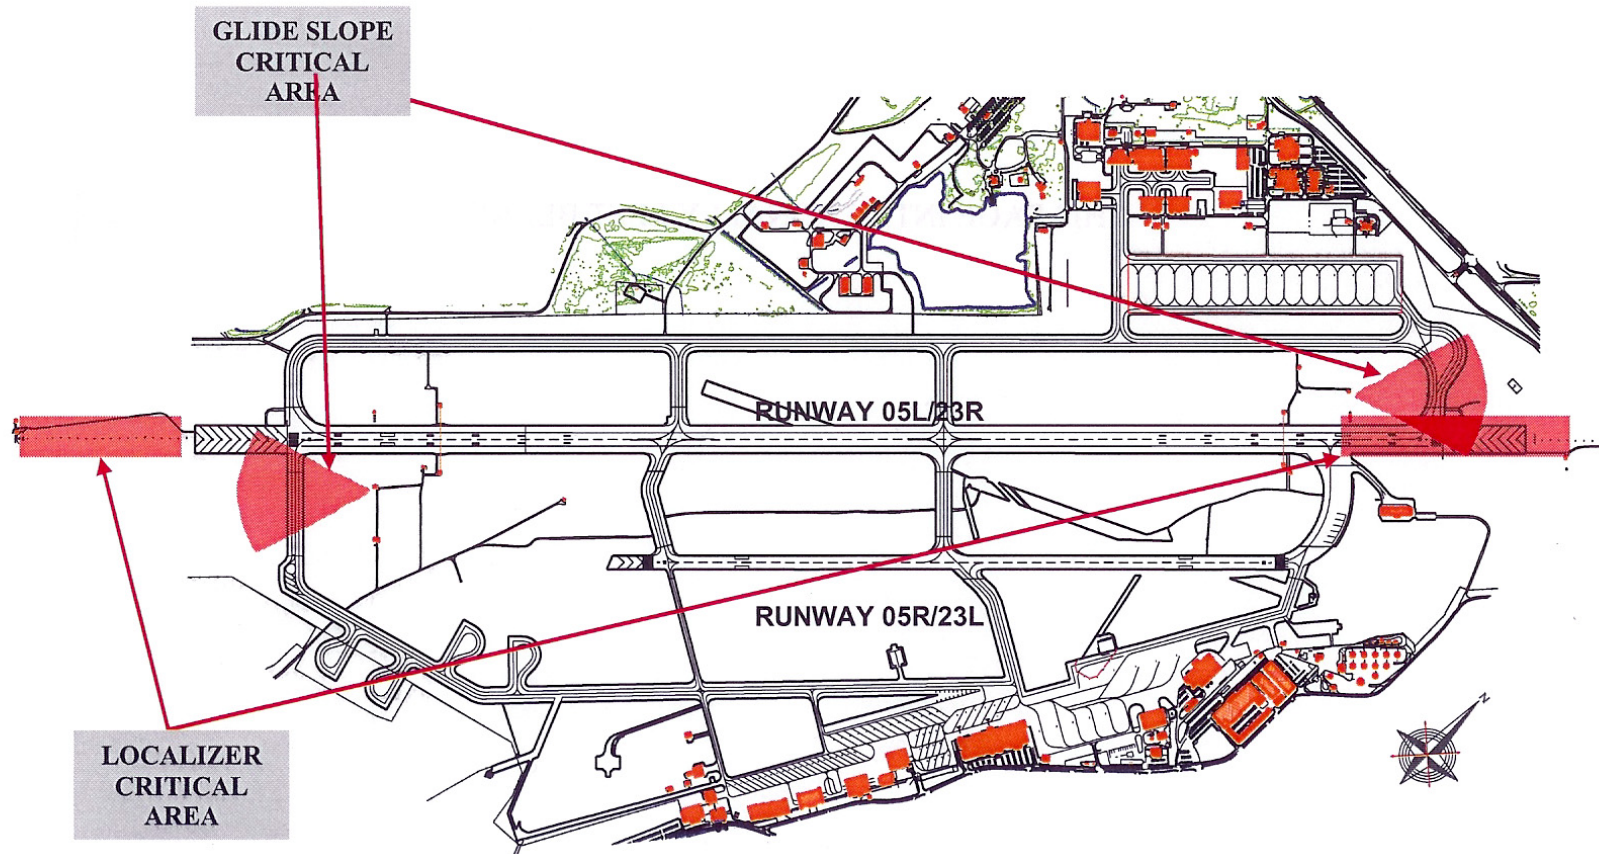 GLIDE SLOPE
CRITICAL
AREA
RUNWAY 05L/23R
RUNWAY 05R/23L
LOCALIZER
CRITICAL
AREA
N